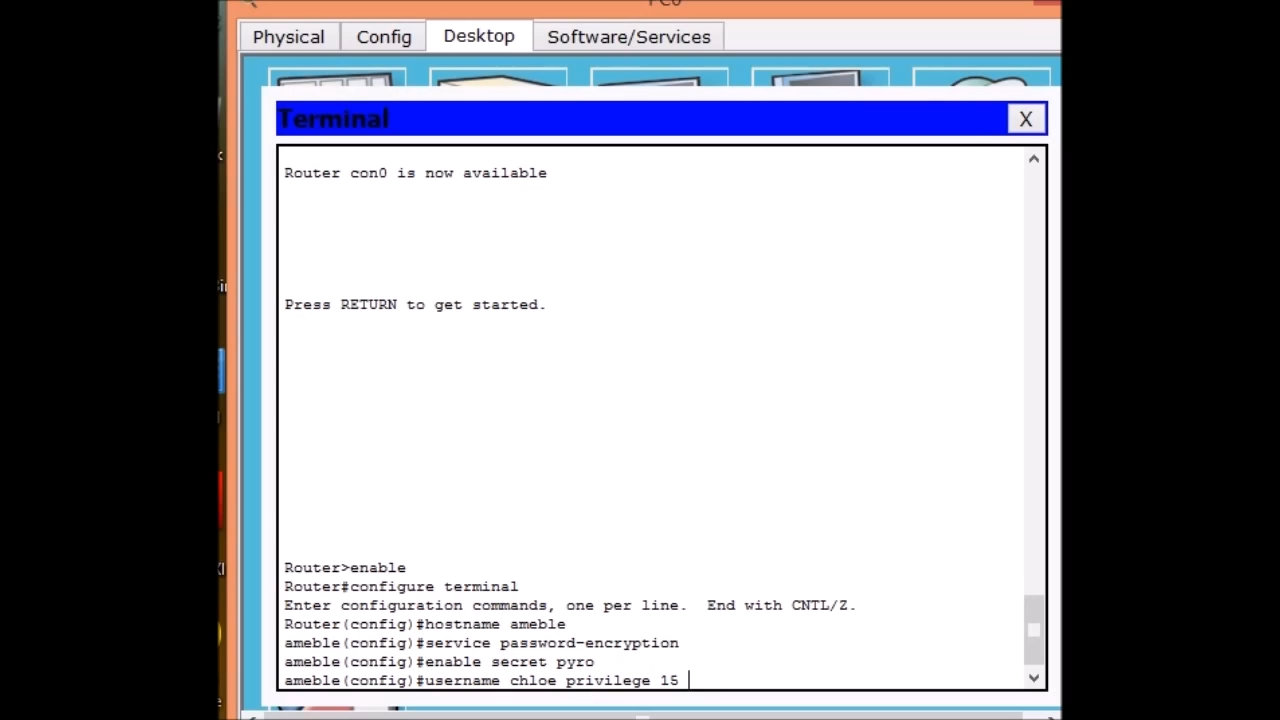 Physical Config Desktop Software/Services
Terminal X
Router con0 is now available
Press RETURN to get started.
Router>enable
Router#configure terminal
Enter configuration commands, one per line.  End with CNTL/Z.
Router(config)#hostname ameble
ameble(config)#service password-encryption
ameble(config)#enable secret pyro
ameble(config)#username chloe privilege 15